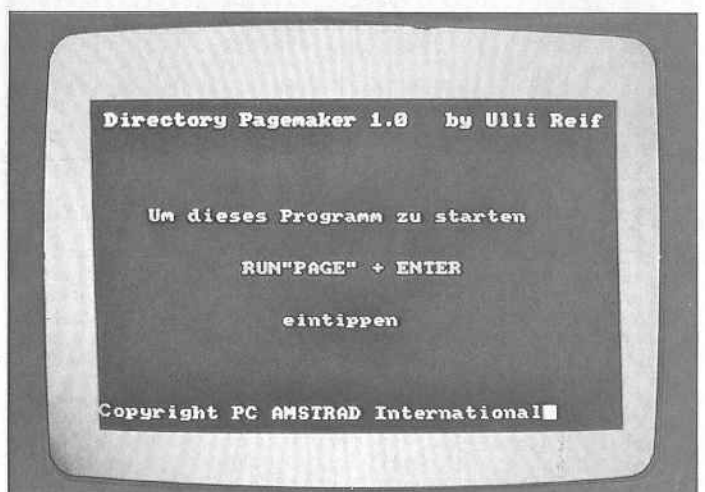 Directory Pagemaker 1.0 by Ulli Reif
Um dieses Programm zu starten
RUN"PAGE" + ENTER
eintippen
Copyright PC AMSTRAD International